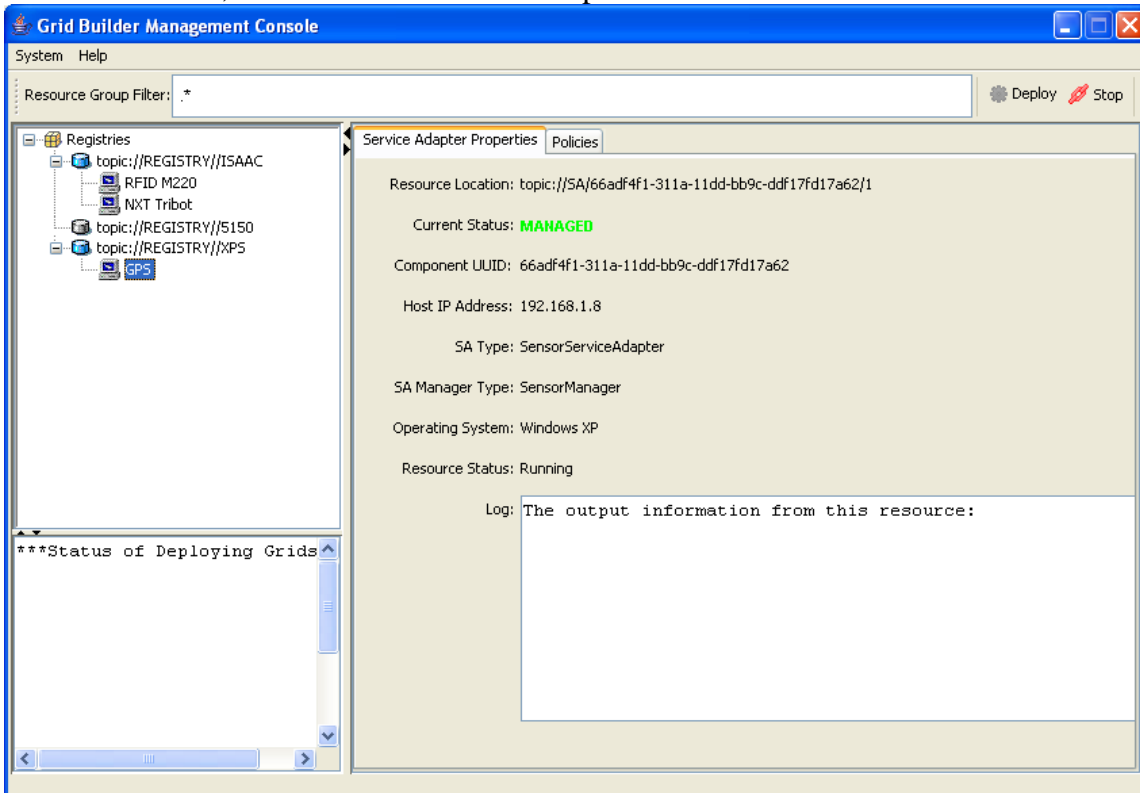 Grid Builder Management Console
System Help
Resource Group Filter: .*
Deploy Stop
Registries
topic://REGISTRY//ISAAC
RFID M220
NXT Tribot
topic://REGISTRY//5150
topic://REGISTRY//XPS
GPS
***Status of Deploying Grids
Service Adapter Properties Policies
Resource Location: topic://SA/66adf4f1-311a-11dd-bb9c-ddf17fd17a62/1
Current Status: MANAGED
Component UUID: 66adf4f1-311a-11dd-bb9c-ddf17fd17a62
Host IP Address: 192.168.1.8
SA Type: SensorServiceAdapter
SA Manager Type: SensorManager
Operating System: Windows XP
Resource Status: Running
Log: The output information from this resource: